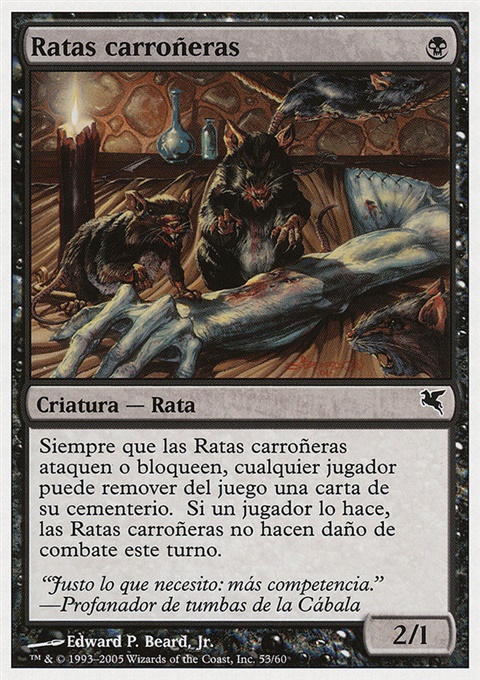 Ratas carroñeras
Criatura — Rata
Siempre que las Ratas carroñeras
ataquen o bloqueen, cualquier jugador
puede remover del juego una carta de
su cementerio. Si un jugador lo hace,
las Ratas carroñeras no hacen daño de
combate este turno.
“Justo lo que necesito: más competencia.”
—Profanador de tumbas de la Cábala
Edward P. Beard, Jr.
2/1
™ & © 1993–2005 Wizards of the Coast, Inc. 53/60